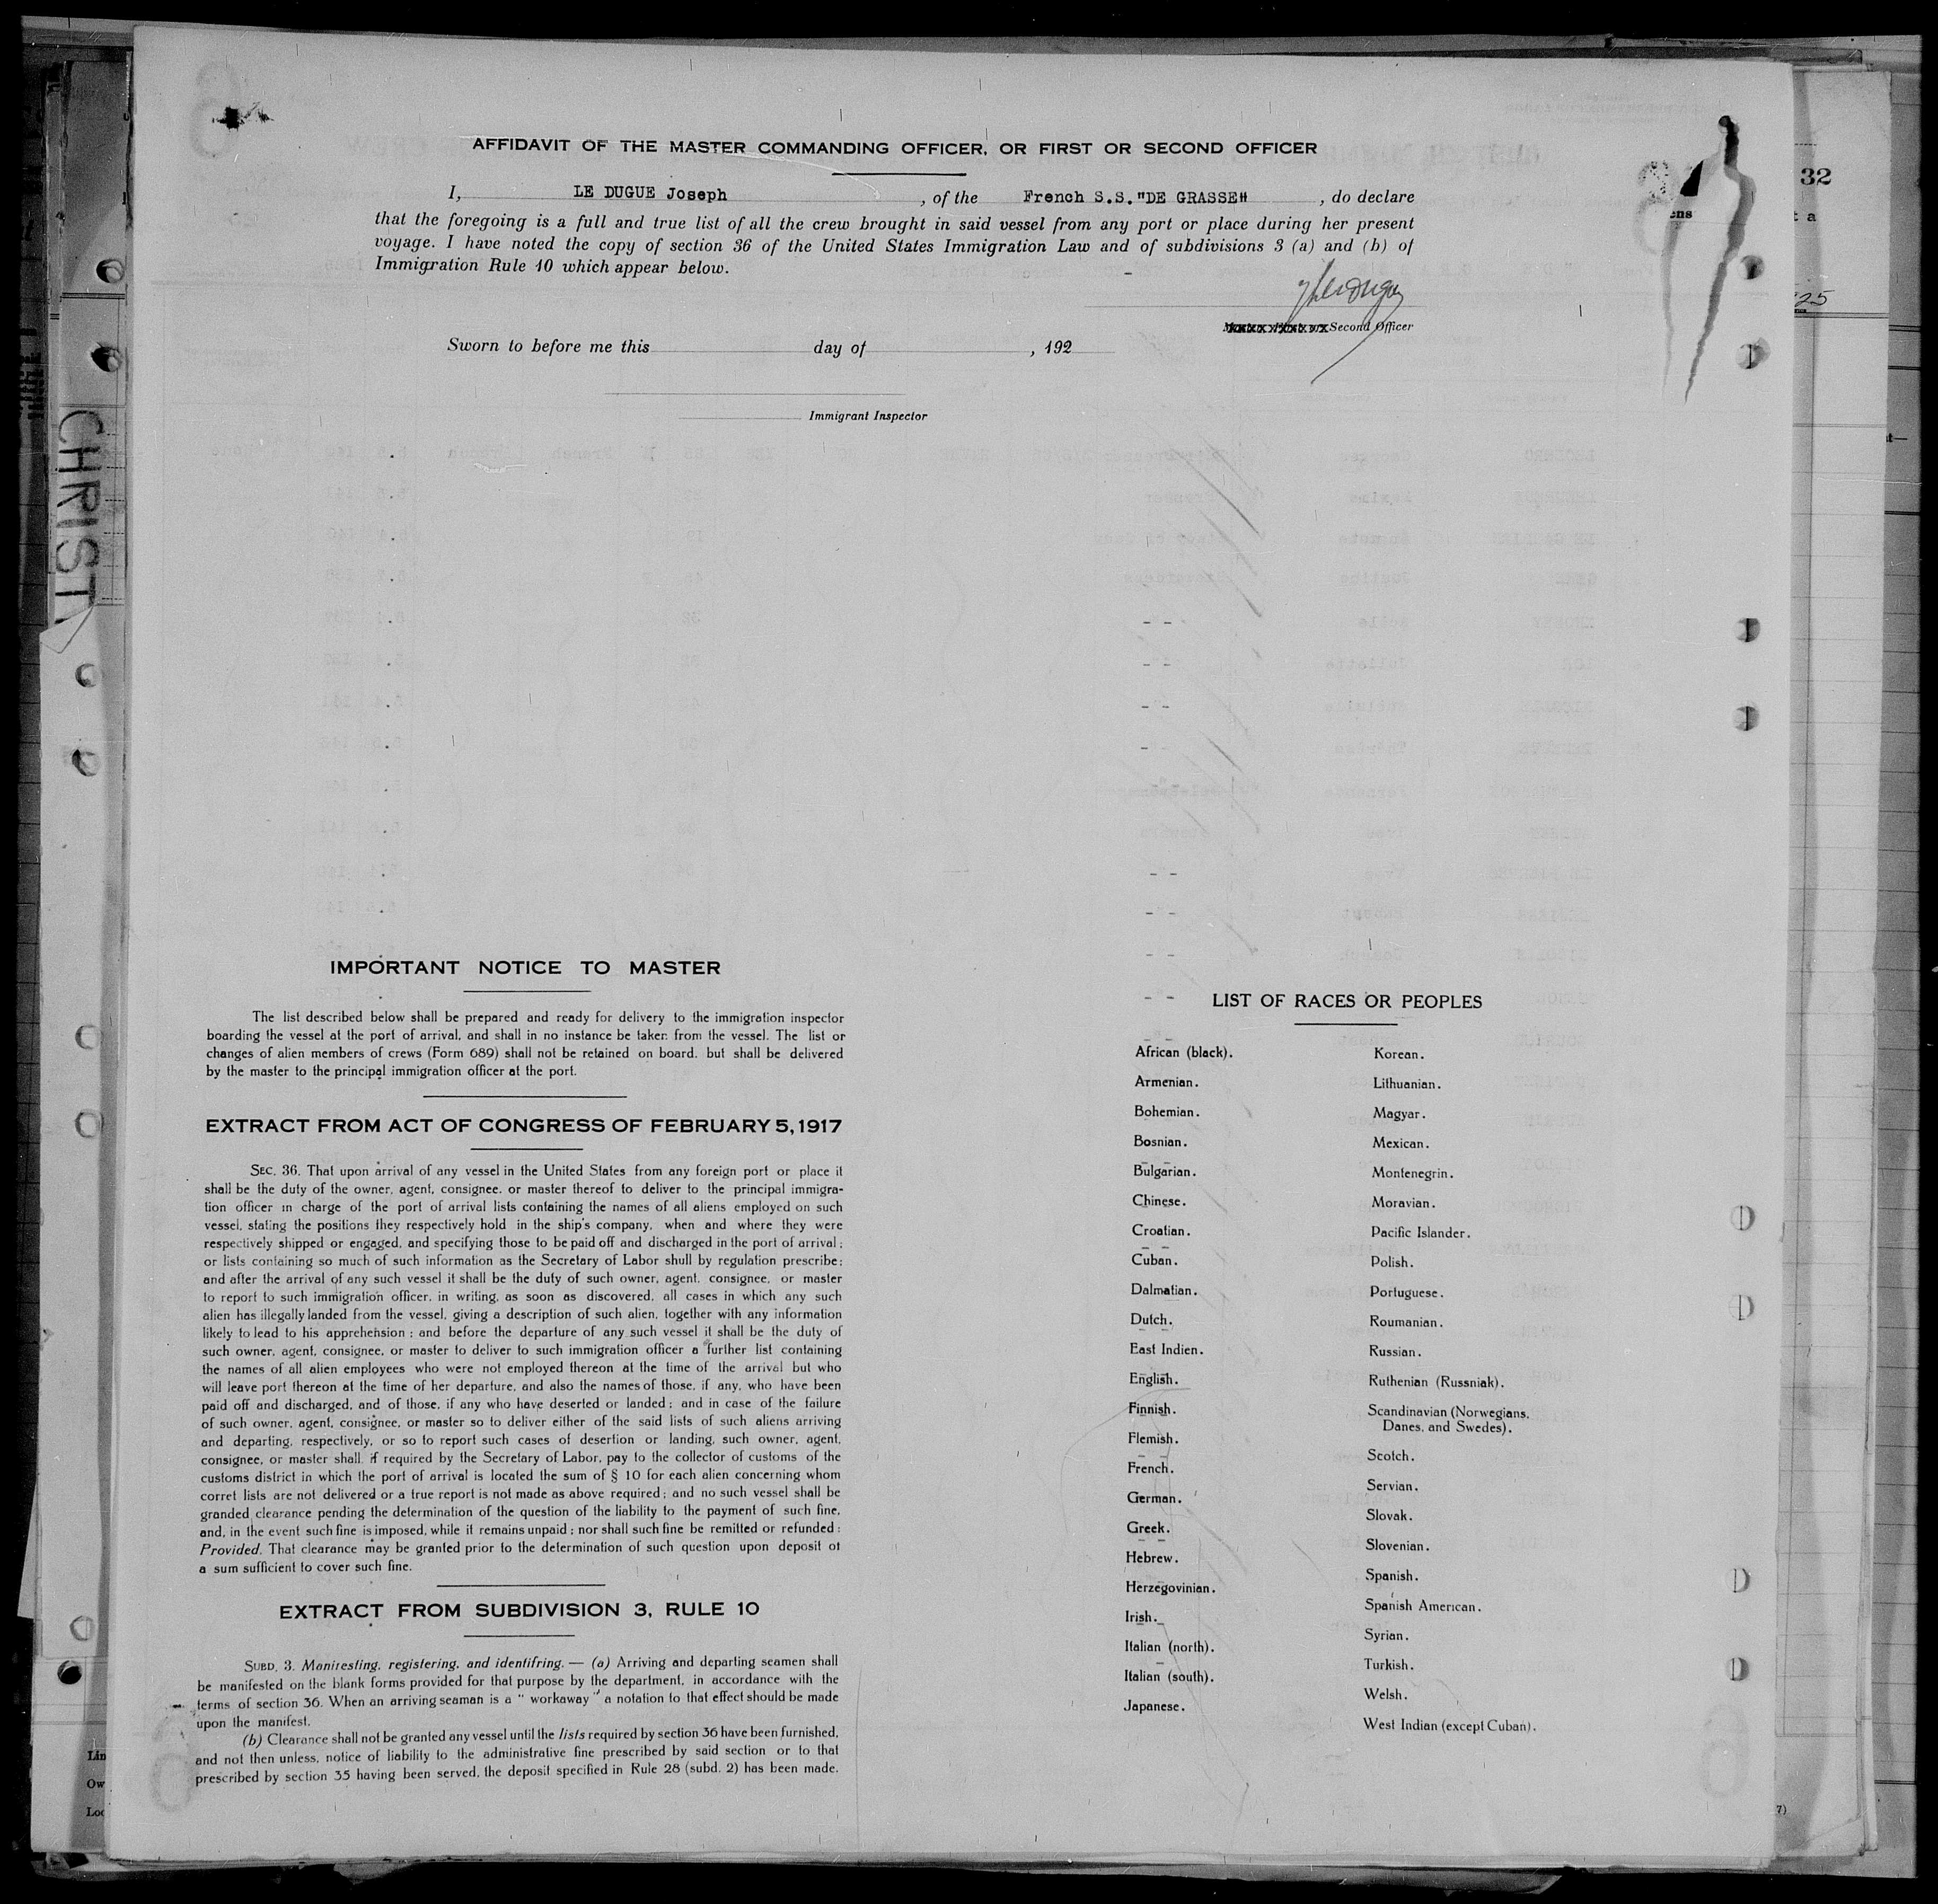 AFFIDAVIT OF THE MASTER COMMANDING OFFICER, OR FIRST OR SECOND OFFICER
I, LE DUGUE Joseph , of the French S.S."DE GRASSE" , do declare
that the foregoing is a full and true list of all the crew brought in said vessel from any port or place during her present
voyage. I have noted the copy of section 36 of the United States Immigration Law and of subdivisions 3 (a) and (b) of
Immigration Rule 10 which appear below.
Second Officer
Sworn to before me this day of , 192
Immigrant Inspector
32
25
CHRIST
IMPORTANT NOTICE TO MASTER
The list described below shall be prepared and ready for delivery to the immigration inspector
boarding the vessel at the port of arrival, and shall in no instance be taken from the vessel. The list or
changes of alien members of crews (Form 689) shall not be retained on board, but shall be delivered
by the master to the principal immigration officer at the port.
EXTRACT FROM ACT OF CONGRESS OF FEBRUARY 5, 1917
SEC. 36. That upon arrival of any vessel in the United States from any foreign port or place it
shall be the duty of the owner, agent, consignee, or master thereof to deliver to the principal immigra-
tion officer in charge of the port of arrival lists containing the names of all aliens employed on such
vessel, stating the positions they respectively hold in the ship's company, when and where they were
respectively shipped or engaged, and specifying those to be paid off and discharged in the port of arrival;
or lists containing so much of such information as the Secretary of Labor shull by regulation prescribe;
and after the arrival of any such vessel it shall be the duty of such owner, agent, consignee, or master
to report to such immigration officer, in writing, as soon as discovered, all cases in which any such
alien has illegally landed from the vessel, giving a description of such alien, together with any information
likely to lead to his apprehension; and before the departure of any such vessel it shall be the duty of
such owner, agent, consignee, or master to deliver to such immigration officer a further list containing
the names of all alien employees who were not employed thereon at the time of the arrival but who
will leave port thereon at the time of her departure, and also the names of those, if any, who have been
paid off and discharged, and of those, if any who have deserted or landed; and in case of the failure
of such owner, agent, consignee, or master so to deliver either of the said lists of such aliens arriving
and departing, respectively, or so to report such cases of desertion or landing, such owner, agent,
consignee, or master shall, if required by the Secretary of Labor, pay to the collector of customs of the
customs district in which the port of arrival is located the sum of § 10 for each alien concerning whom
corret lists are not delivered or a true report is not made as above required; and no such vessel shall be
granded clearance pending the determination of the question of the liability to the payment of such fine,
and, in the event such fine is imposed, while it remains unpaid; nor shall such fine be remitted or refunded:
Provided, That clearance may be granted prior to the determination of such question upon deposit of
a sum sufficient to cover such fine.
EXTRACT FROM SUBDIVISION 3, RULE 10
SUBD. 3. Maniresting, registering, and identifring. — (a) Arriving and departing seamen shall
be manifested on the blank forms provided for that purpose by the department, in accordance with the
terms of section 36. When an arriving seaman is a "workaway" a notation to that effect should be made
upon the manifest.
(b) Clearance shall not be granted any vessel until the lists required by section 36 have been furnished,
and not then unless, notice of liability to the administrative fine prescribed by said section or to that
prescribed by section 35 having been served, the deposit specified in Rule 28 (subd. 2) has been made.
LIST OF RACES OR PEOPLES
African (black).
Armenian.
Bohemian.
Bosnian.
Bulgarian.
Chinese.
Croatian.
Cuban.
Dalmatian.
Dutch.
East Indien.
English.
Finnish.
Flemish.
French.
German.
Greek.
Hebrew.
Herzegovinian.
Irish.
Italian (north).
Italian (south).
Japanese.
Korean.
Lithuanian.
Magyar.
Mexican.
Montenegrin.
Moravian.
Pacific Islander.
Polish.
Portuguese.
Roumanian.
Russian.
Ruthenian (Russniak).
Scandinavian (Norwegians,
Danes, and Swedes).
Scotch.
Servian.
Slovak.
Slovenian.
Spanish.
Spanish American.
Syrian.
Turkish.
Welsh.
West Indian (except Cuban).